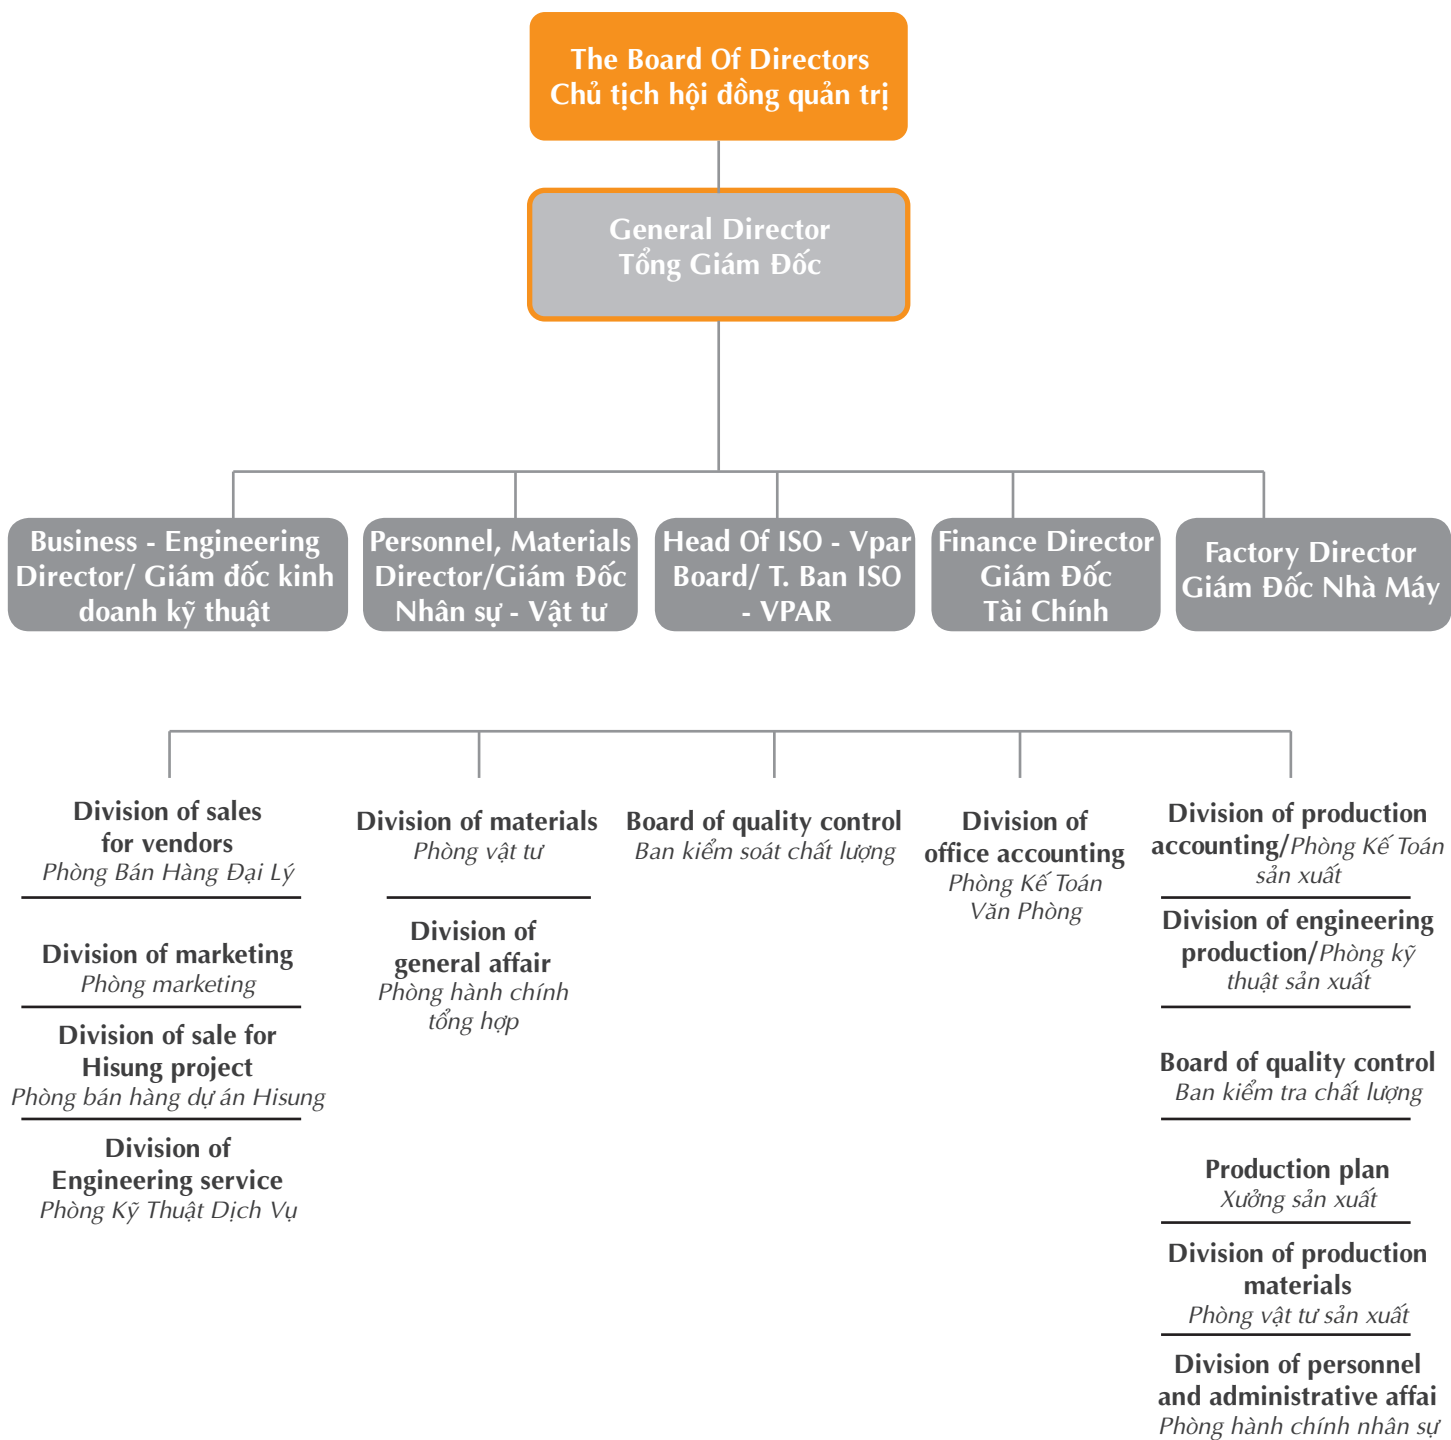 The Board Of Directors
Chủ tịch hội đồng quản trị
General Director
Tổng Giám Đốc
Business - Engineering
Director/ Giám đốc kinh
doanh kỹ thuật
Personnel, Materials
Director/Giám Đốc
Nhân sự - Vật tư
Head Of ISO - Vpar
Board/ T. Ban ISO
- VPAR
Finance Director
Giám Đốc
Tài Chính
Factory Director
Giám Đốc Nhà Máy
Division of sales
for vendors
Phòng Bán Hàng Đại Lý
Division of marketing
Phòng marketing
Division of sale for
Hisung project
Phòng bán hàng dự án Hisung
Division of
Engineering service
Phòng Kỹ Thuật Dịch Vụ
Division of materials
Phòng vật tư
Division of
general affair
Phòng hành chính
tổng hợp
Board of quality control
Ban kiểm soát chất lượng
Division of
office accounting
Phòng Kế Toán
Văn Phòng
Division of production
accounting/Phòng Kế Toán
sản xuất
Division of engineering
production/Phòng kỹ
thuật sản xuất
Board of quality control
Ban kiểm tra chất lượng
Production plan
Xưởng sản xuất
Division of production
materials
Phòng vật tư sản xuất
Division of personnel
and administrative affai
Phòng hành chính nhân sự